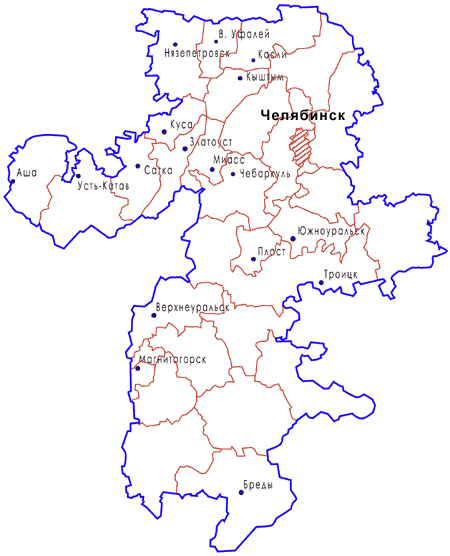 В. Уфалей
Нязепетровск
Касли
Кыштым
Челябинск
Куса
Златоуст
Миасс
Сатка
Чебаркуль
Аша
Усть-Катав
Южноуральск
Пласт
Троицк
Верхнеуральск
Магнитогорск
Бреды